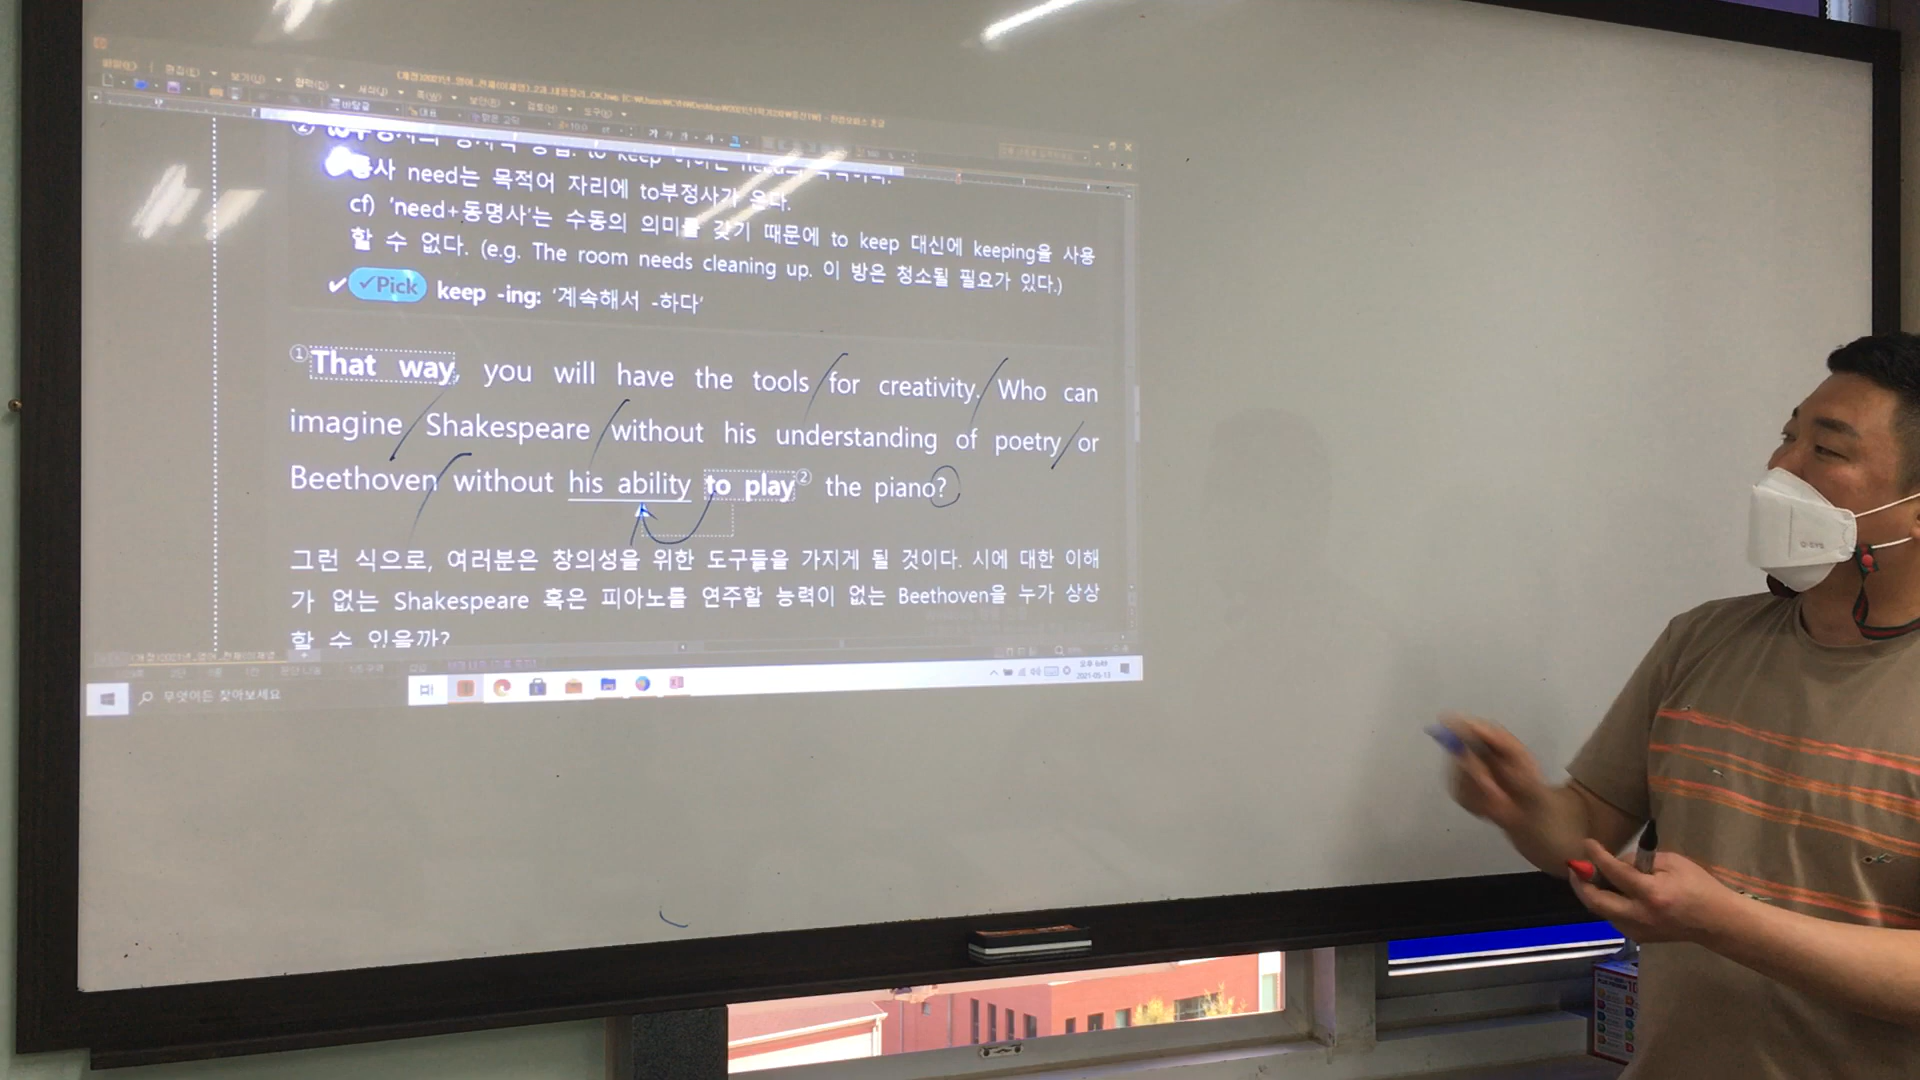 동사 need는 목적어 자리에 to부정사가 온다.
cf) 'need+동명사'는 수동의 의미를 갖기 때문에 to keep 대신에 keeping을 사용
할 수 없다. (e.g. The room needs cleaning up. 이 방은 청소될 필요가 있다.)
✔ ✓Pick keep -ing: '계속해서 -하다'
①That way, you will have the tools for creativity. Who can
imagine Shakespeare without his understanding of poetry or
Beethoven without his ability to play② the piano?
그런 식으로, 여러분은 창의성을 위한 도구들을 가지게 될 것이다. 시에 대한 이해
가 없는 Shakespeare 혹은 피아노를 연주할 능력이 없는 Beethoven을 누가 상상
할 수 있을까?
무엇이든 찾아보세요
2021-05-13